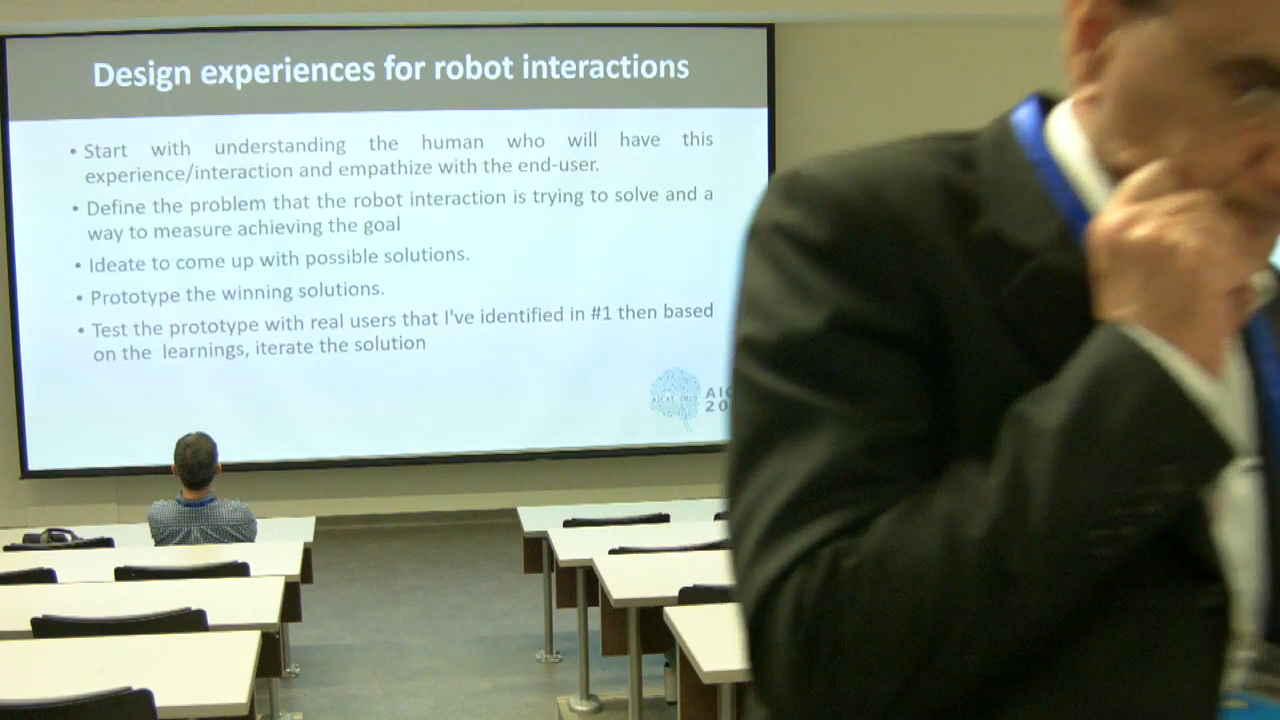 Design experiences for robot interactions
• Start with understanding the human who will have this
experience/interaction and empathize with the end-user.
• Define the problem that the robot interaction is trying to solve and a
way to measure achieving the goal
• Ideate to come up with possible solutions.
• Prototype the winning solutions.
• Test the prototype with real users that I've identified in #1 then based
on the learnings, iterate the solution